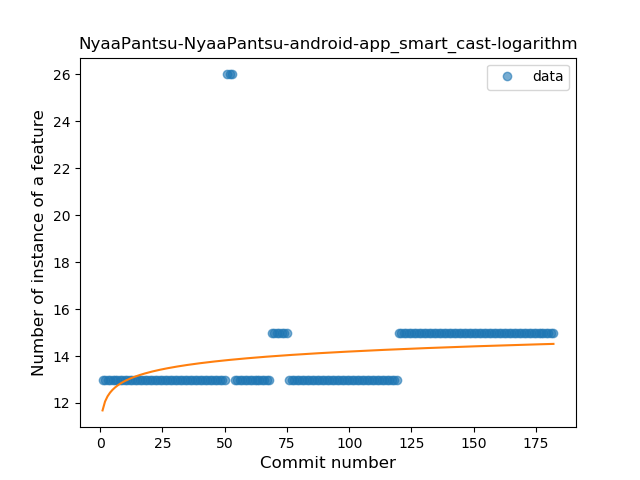 NyaaPantsu-NyaaPantsu-android-app_smart_cast-logarithm
data
Number of instance of a feature
26
24
22
20
18
16
14
12
0 25 50 75 100 125 150 175
Commit number